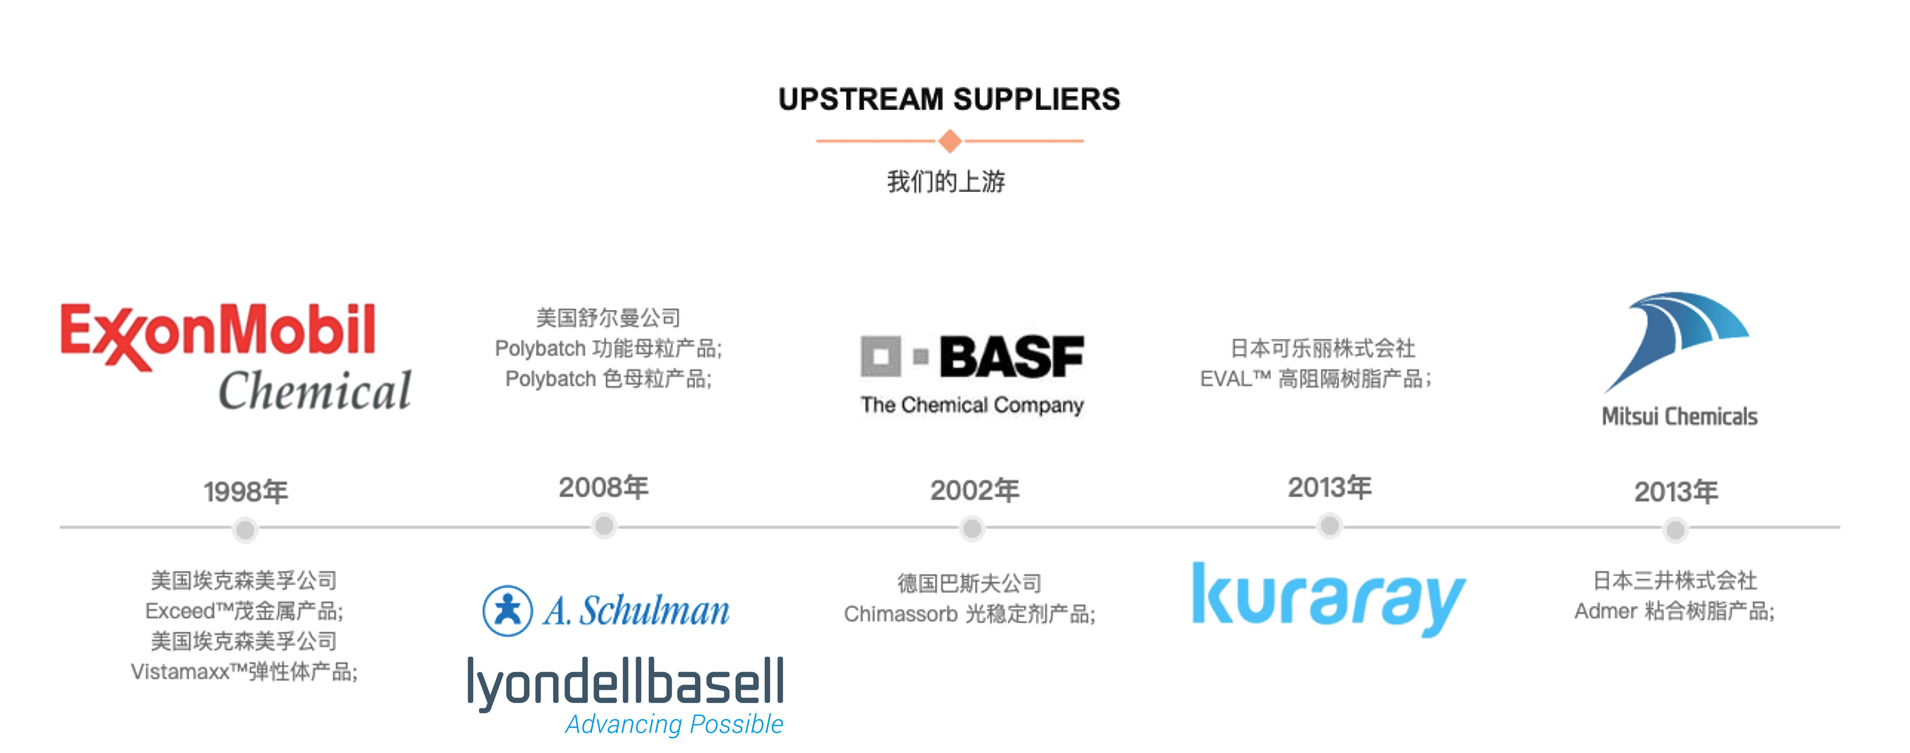 UPSTREAM SUPPLIERS
我们的上游
ExxonMobil
Chemical
1998年
美国埃克森美孚公司
Exceed™茂金属产品;
美国埃克森美孚公司
Vistamaxx™弹性体产品;
美国舒尔曼公司
Polybatch 功能母粒产品;
Polybatch 色母粒产品;
2008年
A. Schulman
lyondellbasell
Advancing Possible
BASF
The Chemical Company
2002年
德国巴斯夫公司
Chimassorb 光稳定剂产品;
日本可乐丽株式会社
EVAL™ 高阻隔树脂产品;
2013年
kuraray
Mitsui Chemicals
2013年
日本三井株式会社
Admer 粘合树脂产品;